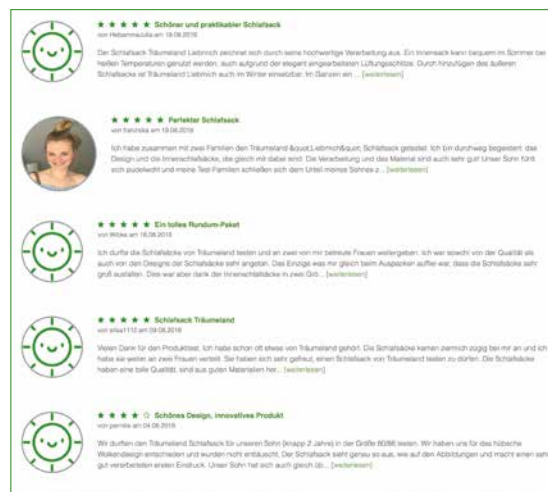 ★ ★ ★ ★ ★ Schöner und praktikabler Schlafsack
von HebammeJulia am 19.08.2018
Der Schlafsack Träumeland Liebmich zeichnet sich durch seine hochwertige Verarbeitung aus. Ein Innensack kann bequem im Sommer bei
heißen Temperaturen genutzt werden, auch aufgrund der elegant eingearbeiteten Lüftungsschlitze. Durch hinzufügen des äußeren
Schlafsacks ist Träumeland Liebmich auch im Winter einsetzbar. Im Ganzen ein ... [weiterlesen]
★ ★ ★ ★ ★ Perfekter Schlafsack
von franziska am 19.08.2018
Ich habe zusammen mit zwei Familien den Träumeland &quot;Liebmich&quot; Schlafsack getestet. Ich bin durchweg begeistert: das
Design und die Innenschlafsäcke, die gleich mit dabei sind. Die Verarbeitung und das Material sind auch sehr gut! Unser Sohn fühlt
sich pudelwohl und meine Test-Familien schließen sich dem Urteil meines Sohnes z... [weiterlesen]
★ ★ ★ ★ ★ Ein tolles Rundum-Paket
von Wibke am 18.08.2018
Ich durfte die Schlafsäcke von Träumeland testen und an zwei von mir betreute Frauen weitergeben. Ich war sowohl von der Qualität als
auch von den Designs der Schlafsäcke sehr angetan. Das Einzige was mir gleich beim Auspacken auffiel war, dass die Schlafsäcke sehr
groß ausfallen. Dies war aber dank der Innenschlafsäcke in zwei Grö... [weiterlesen]
★ ★ ★ ★ ★ Schlafsack Träumeland
von silke1112 am 09.08.2018
Vielen Dank für den Produkttest. Ich habe schon oft etwas von Träumeland gehört. Die Schlafsäcke kamen ziemlich zügig bei mir an und ich
habe sie weiter an zwei Frauen verteilt. Sie haben sich sehr gefreut, einen Schlafsack von Träumeland testen zu dürfen. Die Schlafsäcke
haben eine tolle Qualität, sind aus guten Materialien her... [weiterlesen]
★ ★ ★ ★ ☆ Schönes Design, innovatives Produkt
von pernilla am 04.08.2018
Wir durften den Träumeland Schlafsack für unseren Sohn (knapp 2 Jahre) in der Größe 80/86 testen. Wir haben uns für das hübsche
Wolkendesign entschieden und wurden nicht enttäuscht. Der Schlafsack sieht genau so aus, wie auf den Abbildungen und macht einen sehr
gut verarbeiteten ersten Eindruck. Unser Sohn hat sich auch gleich üb... [weiterlesen]